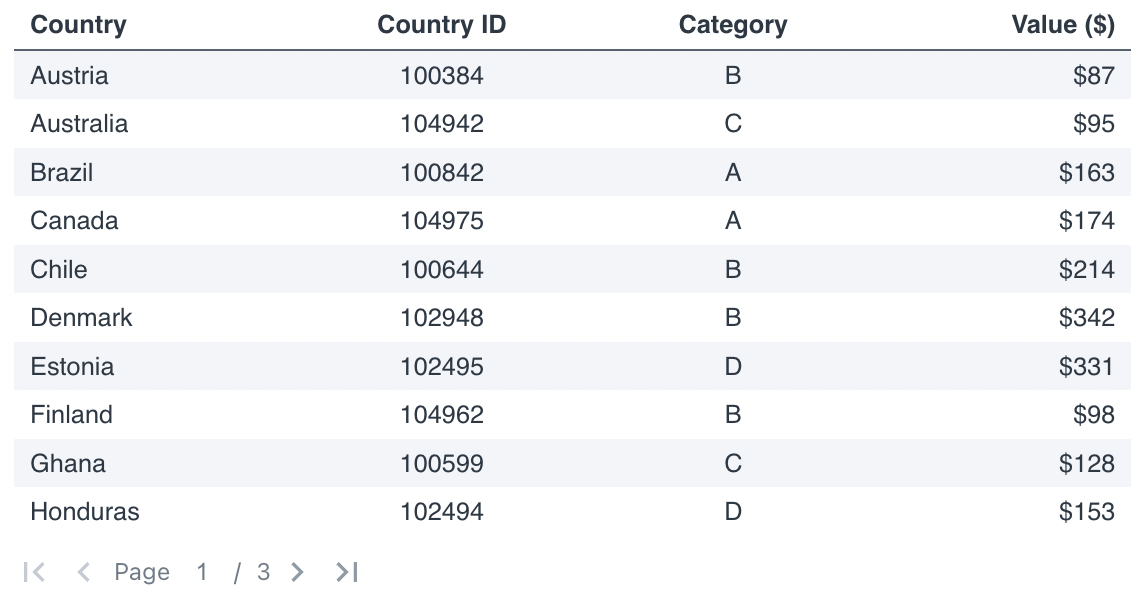 Country Country ID Category Value ($)
Austria 100384 B $87
Australia 104942 C $95
Brazil 100842 A $163
Canada 104975 A $174
Chile 100644 B $214
Denmark 102948 B $342
Estonia 102495 D $331
Finland 104962 B $98
Ghana 100599 C $128
Honduras 102494 D $153
Page 1 / 3